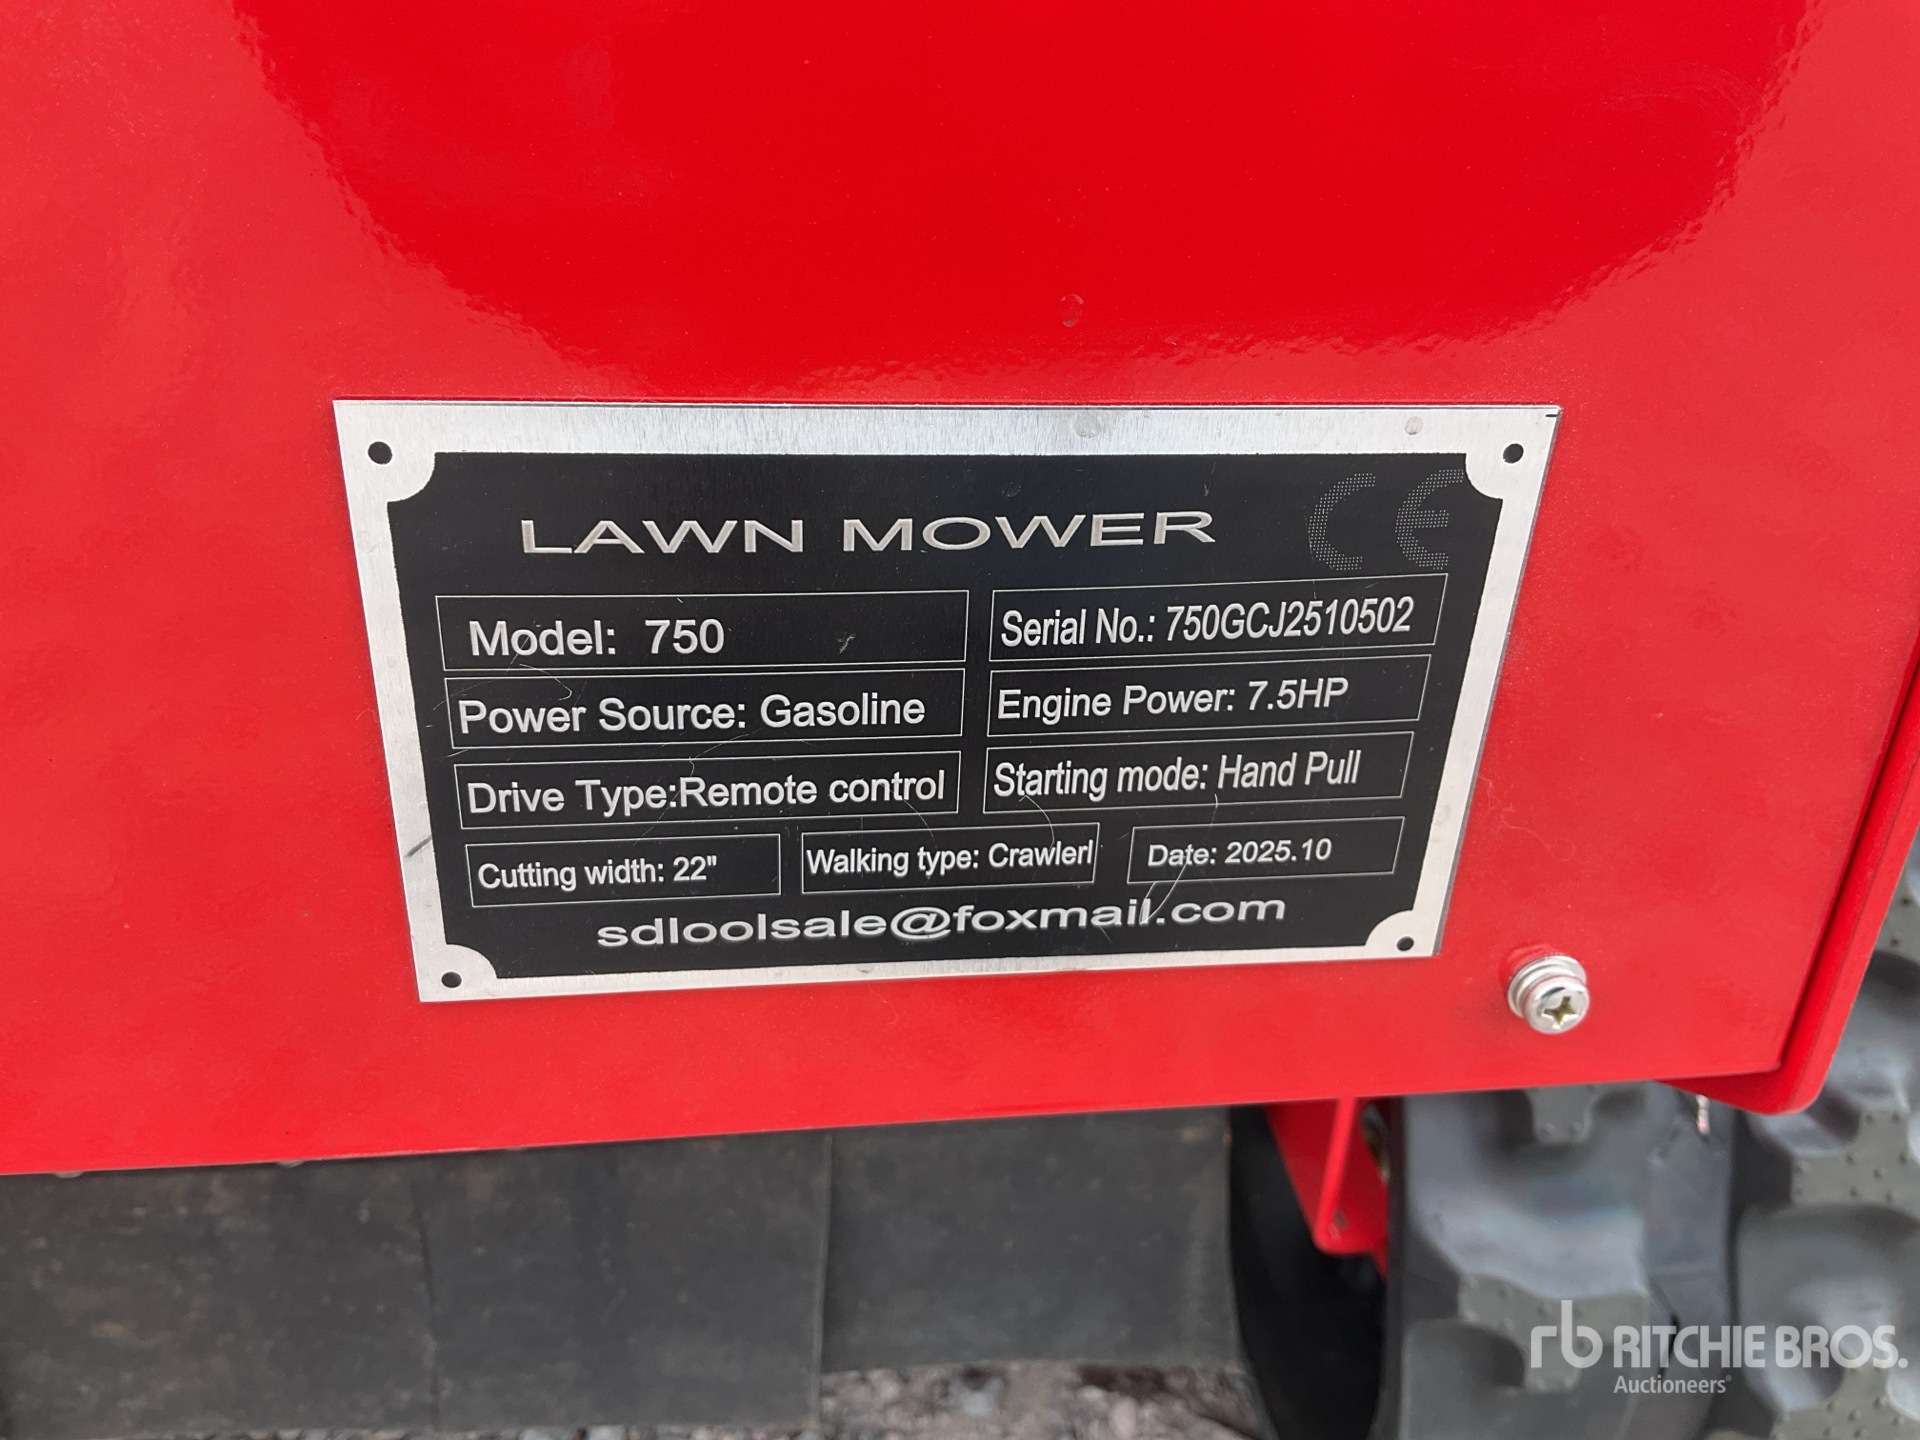 LAWN MOWER CE
Model: 750 Serial No.: 750GCJ2510502
Power Source: Gasoline Engine Power: 7.5HP
Drive Type:Remote control Starting mode: Hand Pull
Cutting width: 22" Walking type: Crawlerl Date: 2025.10
sdloolsale@foxmail.com
rb RITCHIE BROS.
Auctioneers®